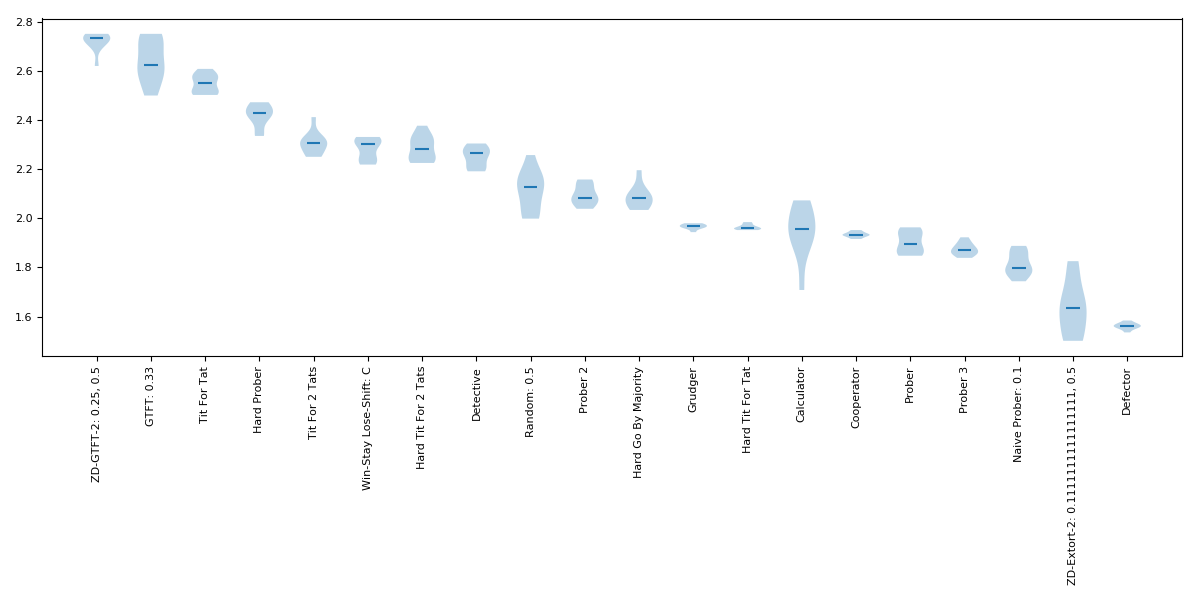 2.8
2.6
2.4
2.2
2.0
1.8
1.6
ZD-GTFT-2: 0.25, 0.5
GTFT: 0.33
Tit For Tat
Hard Prober
Tit For 2 Tats
Win-Stay Lose-Shift: C
Hard Tit For 2 Tats
Detective
Random: 0.5
Prober 2
Hard Go By Majority
Grudger
Hard Tit For Tat
Calculator
Cooperator
Prober
Prober 3
Naive Prober: 0.1
ZD-Extort-2: 0.1111111111111111, 0.5
Defector